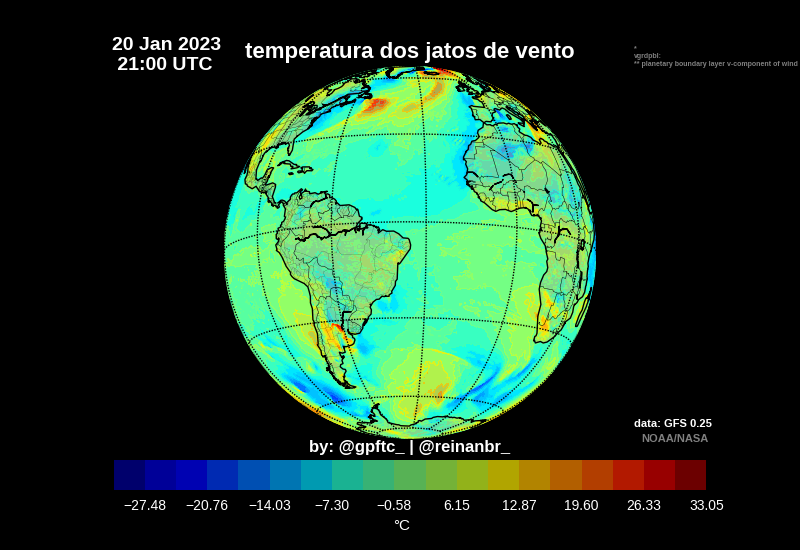 20 Jan 2023
21:00 UTC
temperatura dos jatos de vento
*
vgrdpbl:
** planetary boundary layer v-component of wind
data: GFS 0.25
NOAA/NASA
by: @gpftc_ | @reinanbr_
−27.48 −20.76 −14.03 −7.30 −0.58 6.15 12.87 19.60 26.33 33.05
°C